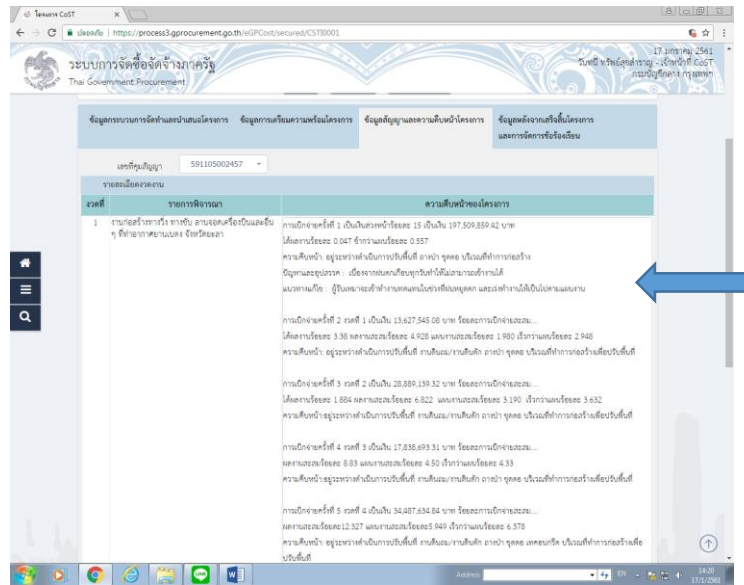 โครงการ CoST
ปลอดภัย | https://process3.gprocurement.go.th/eGPCost/secured/CSTI0001
ระบบการจัดซื้อจัดจ้างภาครัฐ
Thai Government Procurement
17 มกราคม 2561
วันทนี ทรัพย์สุขสำราญ - เจ้าหน้าที่ CoST
กรมบัญชีกลาง กรุงเทพฯ
ข้อมูลกระบวนการจัดทำและนำเสนอโครงการ ข้อมูลการเตรียมความพร้อมโครงการ ข้อมูลสัญญาและความคืบหน้าโครงการ ข้อมูลหลังจากเสร็จสิ้นโครงการ
และการจัดการข้อร้องเรียน
เลขที่คุมสัญญา 591105002457
รายละเอียดงวดงาน
งวดที่ รายการพิจารณา ความคืบหน้าของโครงการ
1 งานก่อสร้างทางวิ่ง ทางขับ ลานจอดเครื่องบินและอื่น
ๆ ที่ท่าอากาศยานเบตง จังหวัดยะลา
การเบิกจ่ายครั้งที่ 1 เป็นเงินล่วงหน้าร้อยละ 15 เป็นเงิน 197,509,859.42 บาท
ได้ผลงานร้อยละ 0.047 ช้ากว่าแผนร้อยละ 0.557
ความคืบหน้า: อยู่ระหว่างดำเนินการปรับพื้นที่ ถางป่า ขุดตอ บริเวณที่ทำการก่อสร้าง
ปัญหาและอุปสรรค : เนื่องจากฝนตกเกือบทุกวันทำให้ไม่สามารถเข้างานได้
แนวทางแก้ไข : ผู้รับเหมาจะเข้าทำงานทดแทนในช่วงที่ฝนหยุดตก และเร่งทำงานให้เป็นไปตามแผนงาน
การเบิกจ่ายครั้งที่ 2 งวดที่ 1 เป็นเงิน 13,627,545.08 บาท ร้อยละการเบิกจ่ายสะสม...
ได้ผลงานร้อยละ 3.38 ผลงานสะสมร้อยละ 4.928 แผนงานสะสมร้อยละ 1.980 เร็วกว่าแผนร้อยละ 2.948
ความคืบหน้า: อยู่ระหว่างดำเนินการปรับพื้นที่ งานดินถม/งานดินตัด ถางป่า ขุดตอ บริเวณที่ทำการก่อสร้างเพื่อปรับพื้นที่
การเบิกจ่ายครั้งที่ 3 งวดที่ 2 เป็นเงิน 28,889,139.32 บาท ร้อยละการเบิกจ่ายสะสม...
ได้ผลงานร้อยละ 1.884 ผลงานสะสมร้อยละ 6.822 แผนงานสะสมร้อยละ 3.190 เร็วกว่าแผนร้อยละ 3.632
ความคืบหน้า:อยู่ระหว่างดำเนินการปรับพื้นที่ งานดินถม/งานดินตัด ถางป่า ขุดตอ บริเวณที่ทำการก่อสร้างเพื่อปรับพื้นที่
การเบิกจ่ายครั้งที่ 4 งวดที่ 3 เป็นเงิน 17,838,693.31 บาท ร้อยละการเบิกจ่ายสะสม...
ผลงานสะสมร้อยละ 8.83 แผนงานสะสมร้อยละ 4.50 เร็วกว่าแผนร้อยละ 4.33
ความคืบหน้า:อยู่ระหว่างดำเนินการปรับพื้นที่ งานดินถม/งานดินตัด ถางป่า ขุดตอ บริเวณที่ทำการก่อสร้างเพื่อปรับพื้นที่
การเบิกจ่ายครั้งที่ 5 งวดที่ 4 เป็นเงิน 34,487,634.84 บาท ร้อยละการเบิกจ่ายสะสม...
ผลงานสะสมร้อยละ12.327 แผนงานสะสมร้อยละ5.949 เร็วกว่าแผนร้อยละ 6.378
ความคืบหน้า: อยู่ระหว่างดำเนินการปรับพื้นที่ งานดินถม/งานดินตัด ถางป่า ขุดตอ เทคอนกรีต บริเวณที่ทำการก่อสร้างเพื่อ
ปรับพื้นที่
Address
EN
14:20
17/1/2561